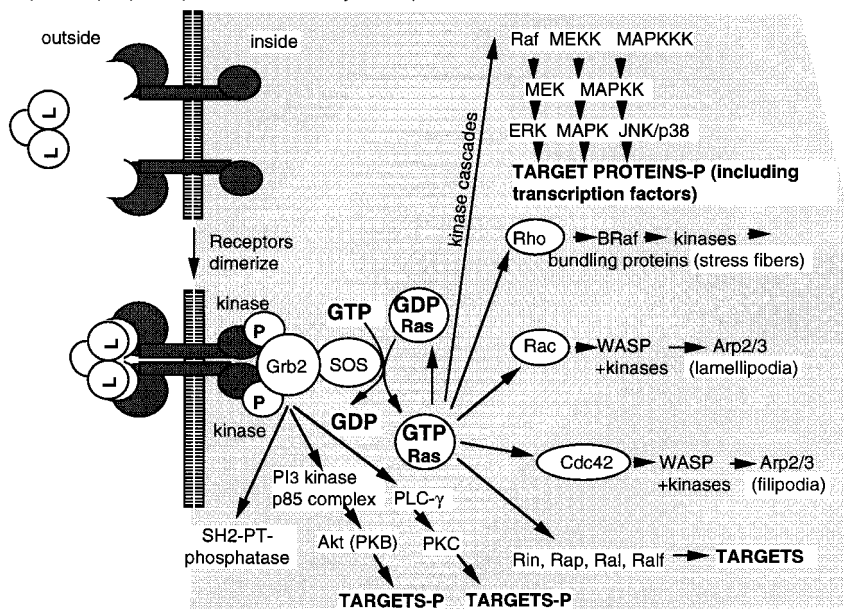 outside
inside
L
L
Receptors
dimerize
Raf MEKK MAPKKK
MEK MAPKK
ERK MAPK JNK/p38
TARGET PROTEINS-P (including
transcription factors)
kinase cascades
Rho BRaf kinases
bundling proteins (stress fibers)
kinase
P
L
L
Grb2
SOS
P
kinase
GTP
GDP
Ras
GDP
GTP
Ras
Rac WASP Arp2/3
+kinases (lamellipodia)
Cdc42 WASP Arp2/3
+kinases (filipodia)
Rin, Rap, Ral, Ralf TARGETS
SH2-PT-
phosphatase
PI3 kinase
p85 complex
Akt (PKB)
TARGETS-P
PLC-γ
PKC
TARGETS-P